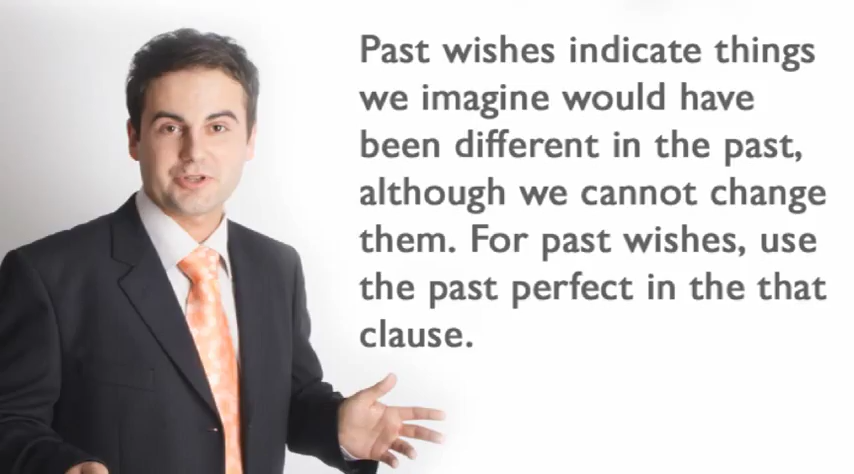 Past wishes indicate things
we imagine would have
been different in the past,
although we cannot change
them. For past wishes, use
the past perfect in the that
clause.